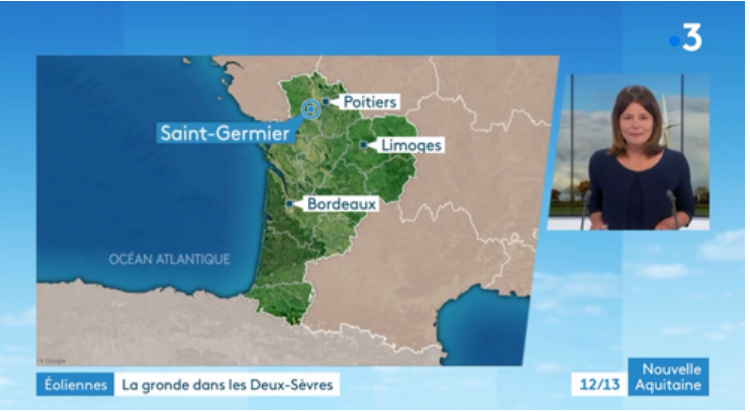 3
Poitiers
Saint-Germier
Limoges
Bordeaux
OCÉAN ATLANTIQUE
Google
Éoliennes La gronde dans les Deux-Sèvres
12/13 Nouvelle
Aquitaine